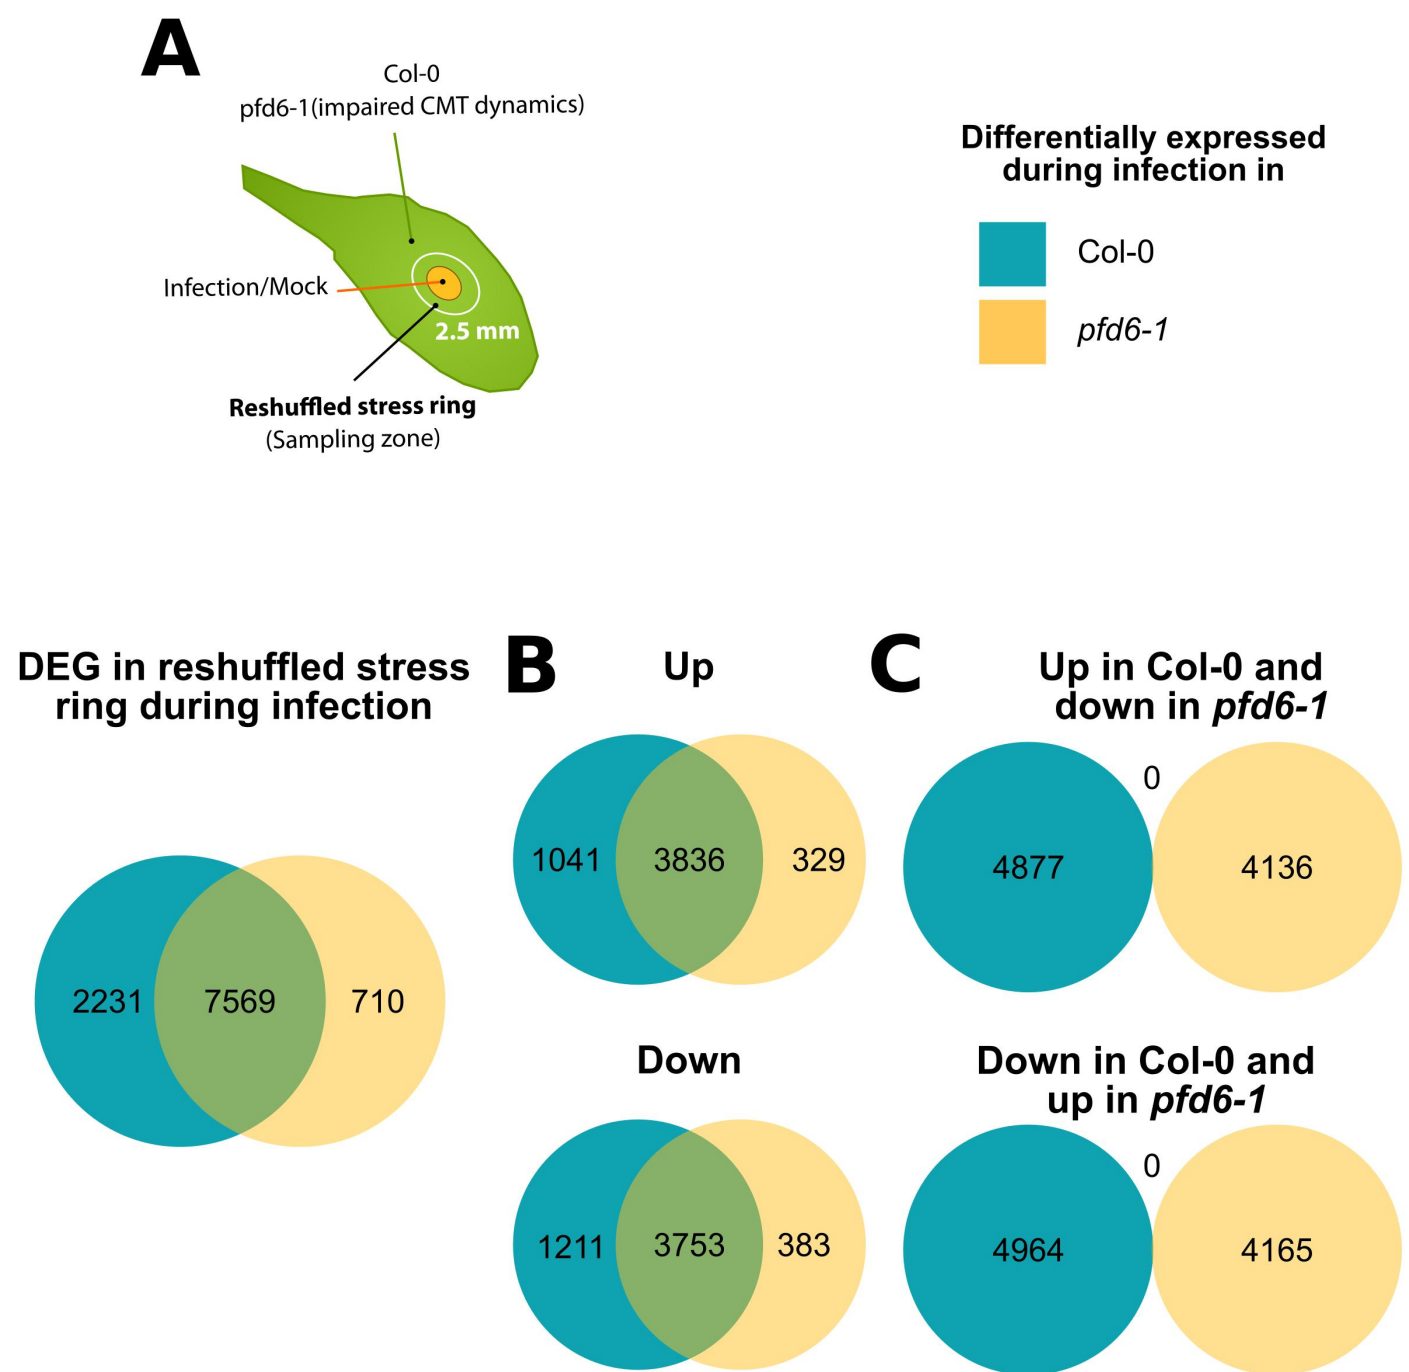 A
Col-0
pfd6-1(impaired CMT dynamics)
Infection/Mock
2.5 mm
Reshuffled stress ring
(Sampling zone)
Differentially expressed
during infection in
Col-0
pfd6-1
DEG in reshuffled stress
ring during infection
2231 7569 710
B
Up
1041 3836 329
Down
1211 3753 383
C
Up in Col-0 and
down in pfd6-1
0
4877 4136
Down in Col-0 and
up in pfd6-1
0
4964 4165